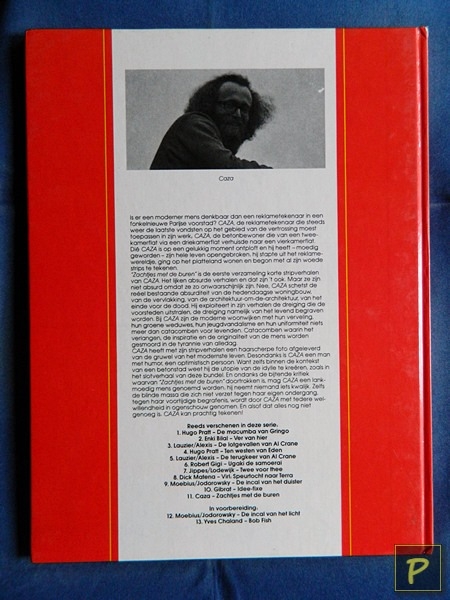 Caza
Is er een moderner mens denkbaar dan een reklametekenaar in een
fonkelnieuwe Parijse voorstad? CAZA, de reklametekenaar die steeds
weer de laatste vondsten op het gebied van de vertrossing moest
toepassen in zijn werk, CAZA, de betonbewoner die van een twee-
kamerflat via een driekamerflat verhuisde naar een vierkamerflat.
Díé CAZA is op een gelukkig moment ontploft en hij heeft – moedig
geworden – zijn hele leven opengebroken, hij stapte uit het reklame-
wereldje, ging op het platteland wonen en begon met al zijn woede
strips te tekenen.
"Zachtjes met de buren" is de eerste verzameling korte stripverhalen
van CAZA. Het lijken absurde verhalen en dat zijn 't ook. Maar ze zijn
niet absurd omdat ze zo onwaarschijnlijk zijn. Nee, CAZA schetst de
reëel bestaande absurditeit van de hedendaagse woningbouw,
van de vervlakking, van de architektuur-om-de-architektuur, van het
einde voor de dood. Hij exploiteert in zijn verhalen de dreiging die de
voorsteden uitstralen, de dreiging namelijk van het levend begraven
worden. Bij CAZA zijn de moderne woonwijken met hun verveling,
hun groene weduwes, hun jeugdvandalisme en hun uniformiteit niets
meer dan catacomben voor levenden. Catacomben waarin het
verlangen, de inspiratie en de originaliteit van de mens worden
gesmoord in de tyrannie van alledag.
CAZA heeft met zijn stripverhalen een haarscherpe foto afgeleverd
van de gruwel van het modernste leven. Desondanks is CAZA een man
met humor, een optimistisch persoon. Want zelfs binnen de kontekst
van een betonstad weet hij de utopie van de idylle te kreëren, zoals in
het slotverhaal van deze bundel. En ondanks de bijtende kritiek
waarvan "Zachtjes met de buren" doortrokken is, mag CAZA een lank-
moedig mens genoemd worden, hij neemt niemand iets kwalijk. Zelfs
de blinde massa die zich niet verzet tegen haar eigen ondergang,
tegen haar voortijdige begrafenis, wordt door CAZA met tedere wel-
willendheid in ogenschouw genomen. En alsof dat alles nog niet
genoeg is, CAZA kan prachtig tekenen!
Reeds verschenen in deze serie:
1. Hugo Pratt – De macumba van Gringo
2. Enki Bilal – Ver van hier
3. Lauzier/Alexis – De lotgevallen van Al Crane
4. Hugo Pratt – Ten westen van Eden
5. Lauzier/Alexis – De terugkeer van Al Crane
6. Robert Gigi – Ugaki de samoerai
7. Jippes/Lodewijk – Twee voor thee
8. Dick Matena – Virl: Speurtocht naar Terra
9. Moebius/Jodorowsky – De incal van het duister
10. Gibrat – Idee-fixe
11. Caza – Zachtjes met de buren
In voorbereiding:
12. Moebius/Jodorowsky – De incal van het licht
13. Yves Chaland – Bob Fish
P